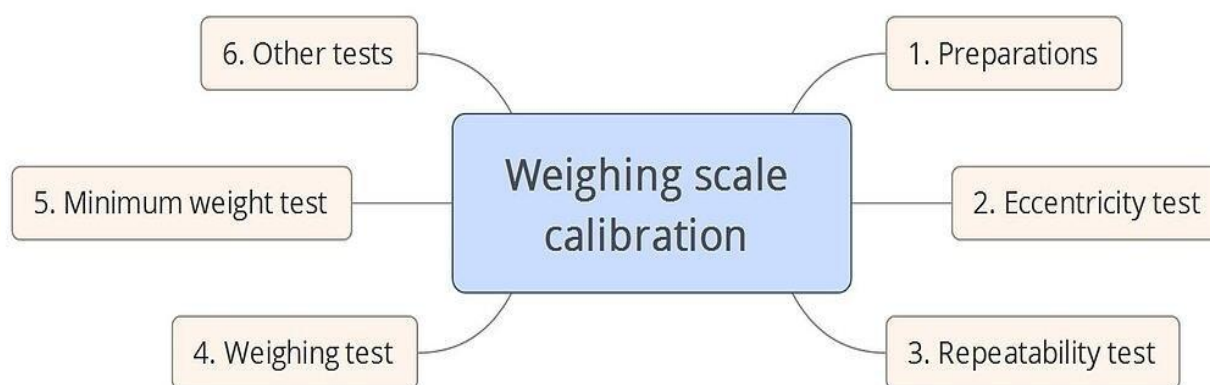 Weighing scale
calibration
1. Preparations
2. Eccentricity test
3. Repeatability test
4. Weighing test
5. Minimum weight test
6. Other tests